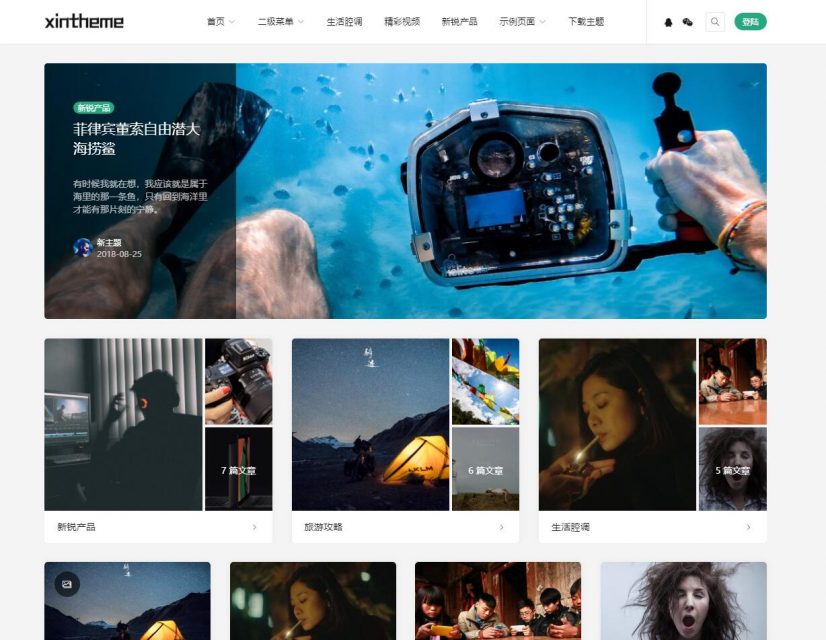 xintheme
首页
二级菜单
生活腔调
精彩视频
新锐产品
示例页面
下载主题
登陆
新锐产品
菲律宾董索自由潜大
海捞鲨
有时候我就在想，我应该就是属于
海里的那一条鱼，只有回到海洋里
才能有那片刻的宁静。
新主题
2018-08-25
7 篇文章
6 篇文章
5 篇文章
新锐产品
旅游攻略
生活腔调